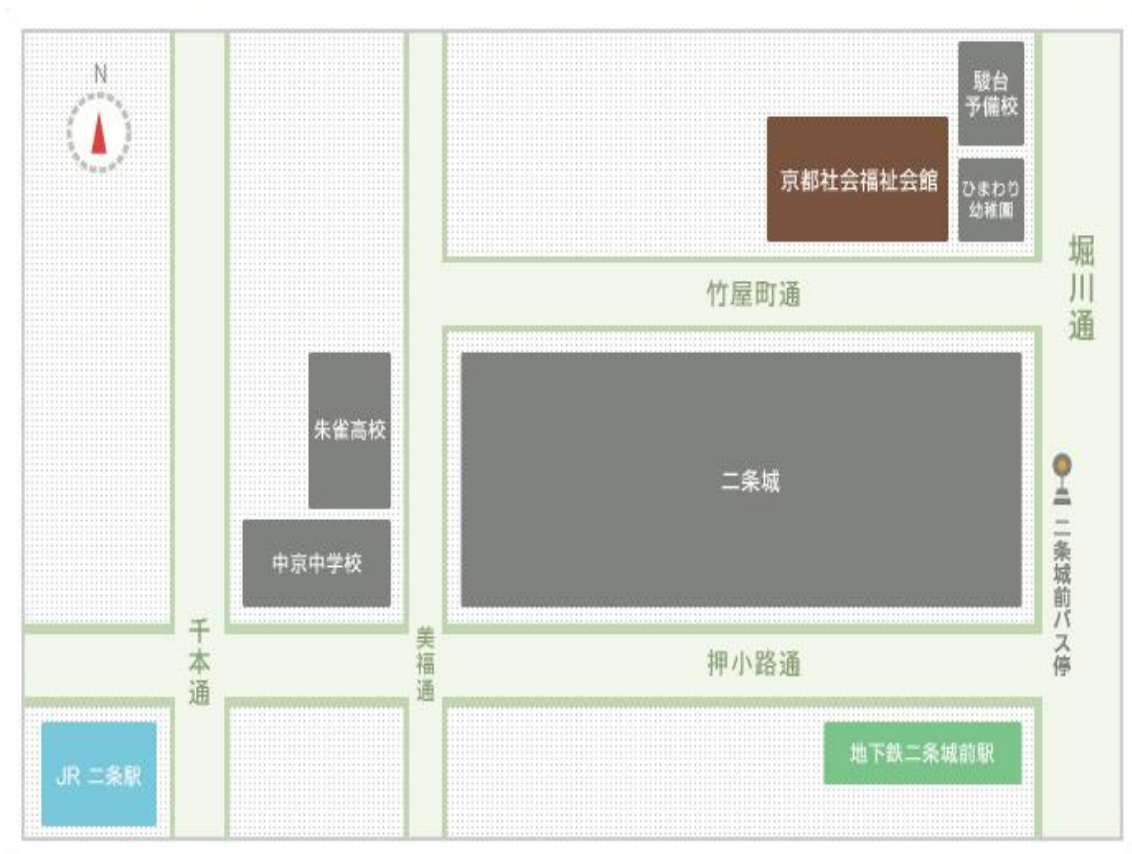 N
駿台
予備校
京都社会福祉会館
ひまわり
幼稚園
堀川通
竹屋町通
朱雀高校
二条城
中京中学校
二条城前バス停
千本通
美福通
押小路通
JR 二条駅
地下鉄二条城前駅